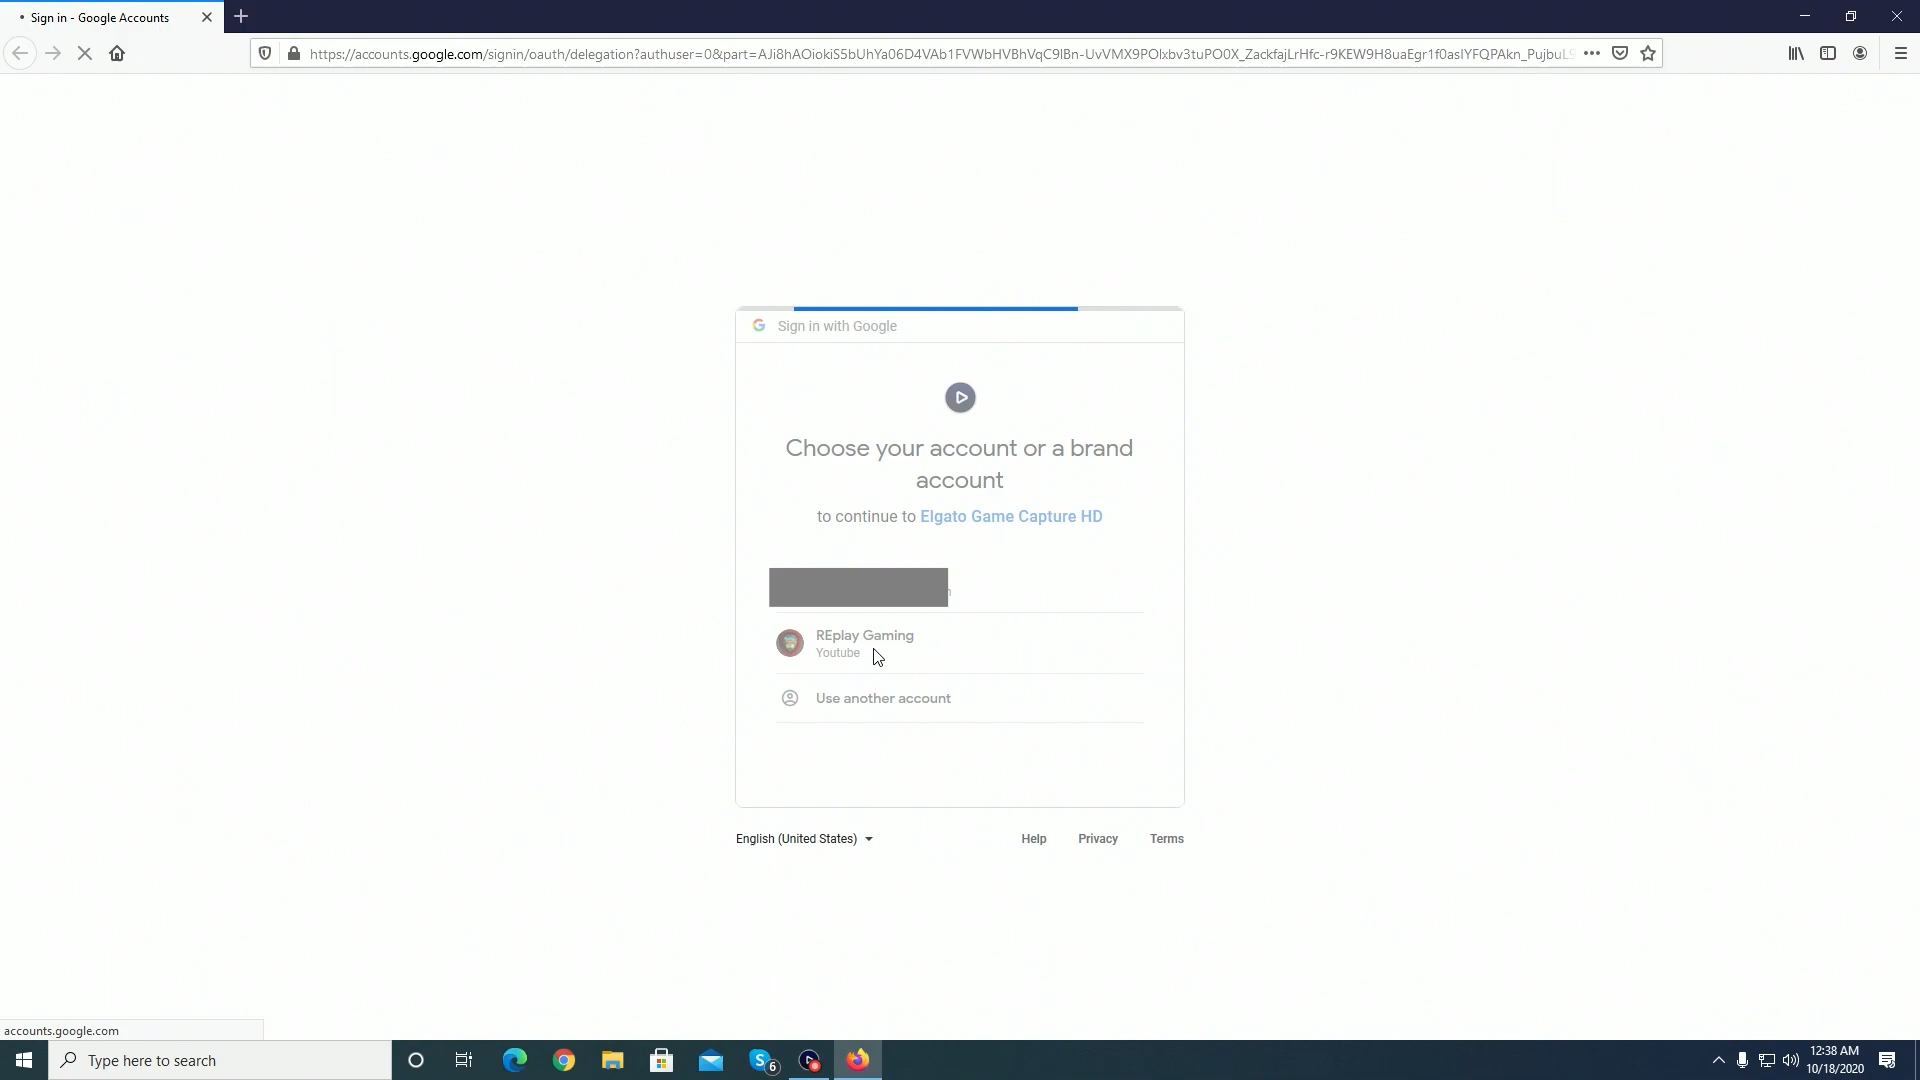 Sign in - Google Accounts
https://accounts.google.com/signin/oauth/delegation?authuser=0&part=AJi8hAOiokiS5bUhYa06D4VAb1FVWbHVBhVqC9lBn-UvVMX9POlxbv3tuPO0X_ZackfajLrHfc-r9KEW9H8uaEgr1f0aslYFQPAkn_PujbuL9
Sign in with Google
Choose your account or a brand
account
to continue to Elgato Game Capture HD
REplay Gaming
Youtube
Use another account
English (United States)
Help Privacy Terms
accounts.google.com
Type here to search
6
12:38 AM
10/18/2020